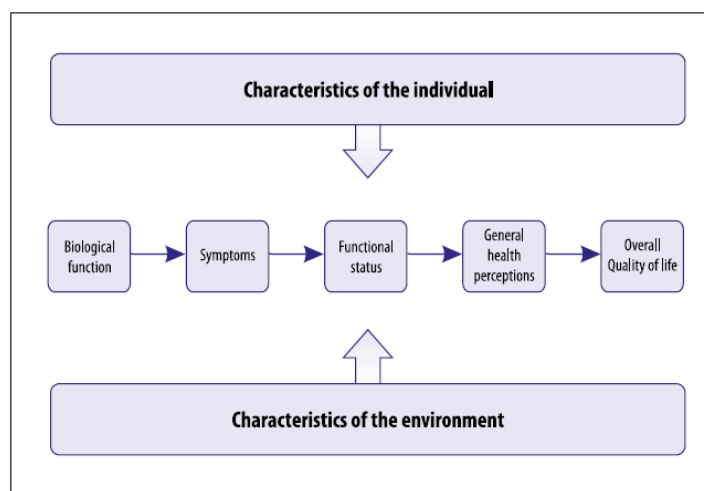 Characteristics of the individual
Biological
function
Symptoms
Functional
status
General
health
perceptions
Overall
Quality of life
Characteristics of the environment